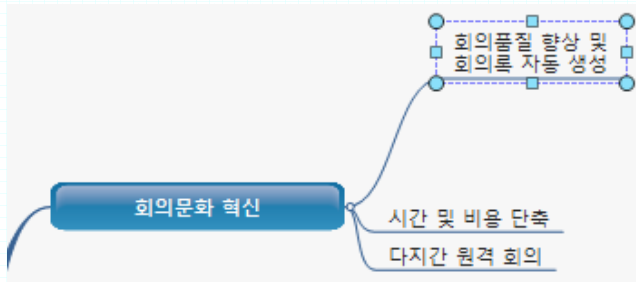 회의품질 향상 및
회의록 자동 생성
회의문화 혁신
시간 및 비용 단축
다지간 원격 회의